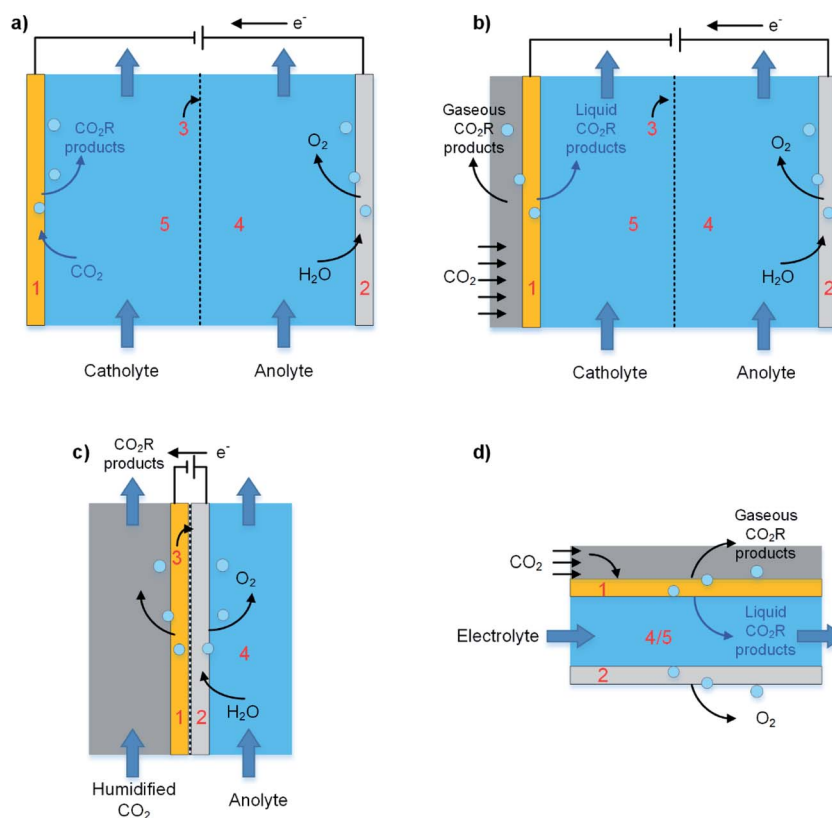 a)
e-
CO2R
products
3
O2
5
4
CO2
H2O
1
2
Catholyte
Anolyte
b)
e-
Gaseous
CO2R
products
Liquid
CO2R
products
3
O2
5
4
CO2
H2O
1
2
Catholyte
Anolyte
c)
CO2R
products
e-
3
O2
4
1
2
H2O
Humidified
CO2
Anolyte
d)
Gaseous
CO2R
products
CO2
1
Electrolyte
4/5
Liquid
CO2R
products
2
O2